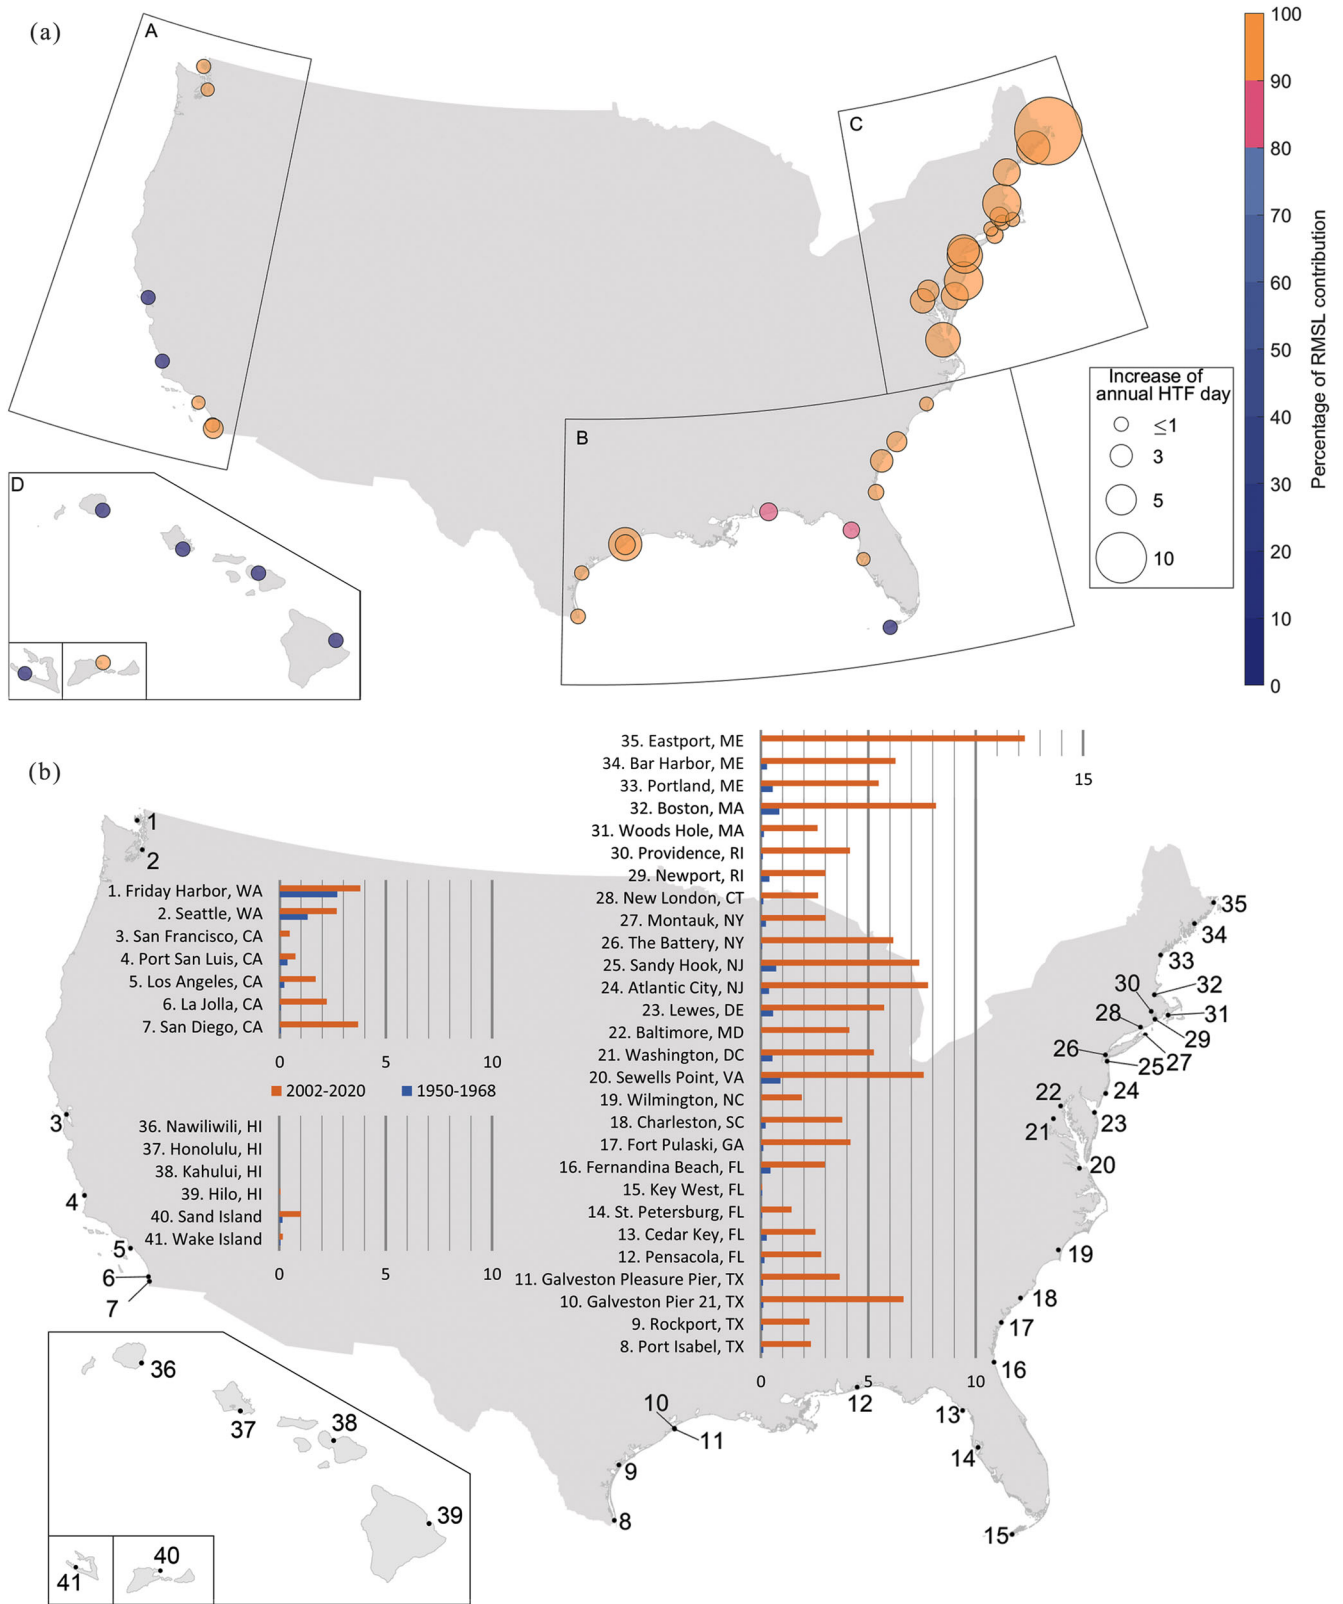 (a)
A
C
B
D
Increase of
annual HTF day
≤1
3
5
10
100
90
80
70
60
50
40
30
20
10
0
Percentage of RMSL contribution
(b)
35. Eastport, ME
34. Bar Harbor, ME
33. Portland, ME
32. Boston, MA
31. Woods Hole, MA
30. Providence, RI
29. Newport, RI
28. New London, CT
27. Montauk, NY
26. The Battery, NY
25. Sandy Hook, NJ
24. Atlantic City, NJ
23. Lewes, DE
22. Baltimore, MD
21. Washington, DC
20. Sewells Point, VA
19. Wilmington, NC
18. Charleston, SC
17. Fort Pulaski, GA
16. Fernandina Beach, FL
15. Key West, FL
14. St. Petersburg, FL
13. Cedar Key, FL
12. Pensacola, FL
11. Galveston Pleasure Pier, TX
10. Galveston Pier 21, TX
9. Rockport, TX
8. Port Isabel, TX
0 5 10
15
1. Friday Harbor, WA
2. Seattle, WA
3. San Francisco, CA
4. Port San Luis, CA
5. Los Angeles, CA
6. La Jolla, CA
7. San Diego, CA
0 5 10
2002-2020 1950-1968
36. Nawiliwili, HI
37. Honolulu, HI
38. Kahului, HI
39. Hilo, HI
40. Sand Island
41. Wake Island
0 5 10
1
2
3
4
5
6
7
35
34
33
32
30
31
28
29
27
26
25
24
22
23
21
20
19
18
17
16
12
13
14
15
10
11
9
8
36
37
38
39
40
41